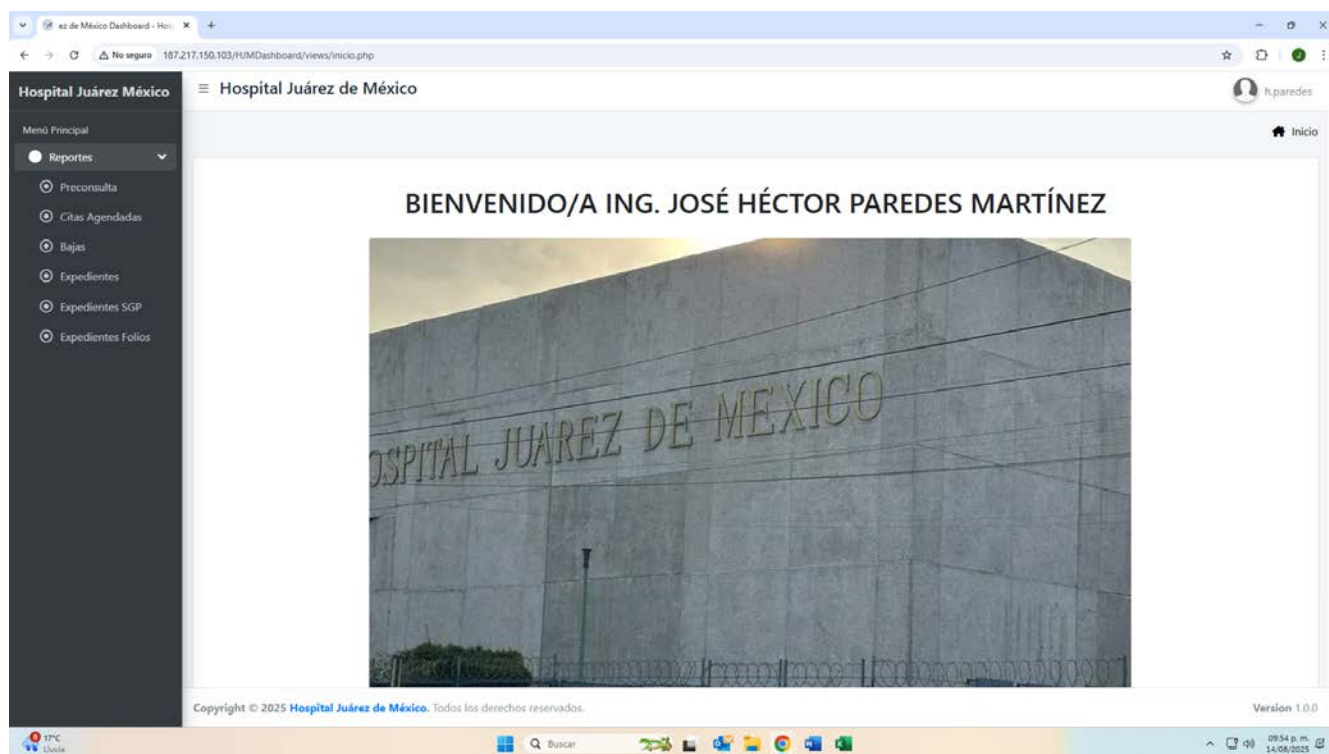 ez de México Dashboard - Hos
No seguro 187.217.150.103/HJMDashboard/views/inicio.php
J
Hospital Juárez México
Hospital Juárez de México
h.paredes
Menú Principal
Inicio
Reportes
Preconsulta
Citas Agendadas
Bajas
Expedientes
Expedientes SGP
Expedientes Folios
BIENVENIDO/A ING. JOSÉ HÉCTOR PAREDES MARTÍNEZ
OSPITAL JUAREZ DE MEXICO
Copyright © 2025 Hospital Juárez de México. Todos los derechos reservados.
Version 1.0.0
17°C
Lluvia
Buscar
09:54 p. m.
14/08/2025